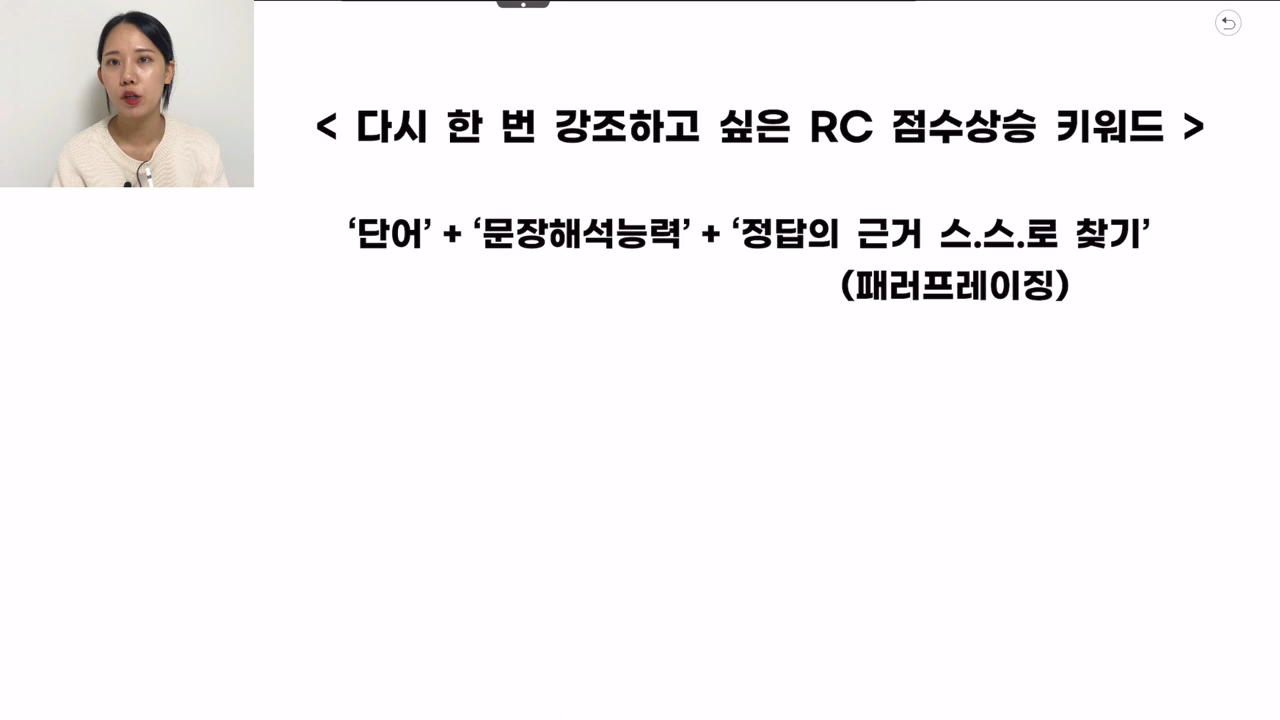 < 다시 한 번 강조하고 싶은 RC 점수상승 키워드 >
‘단어’ + ‘문장해석능력’ + ‘정답의 근거 스.스.로 찾기’
(패러프레이징)